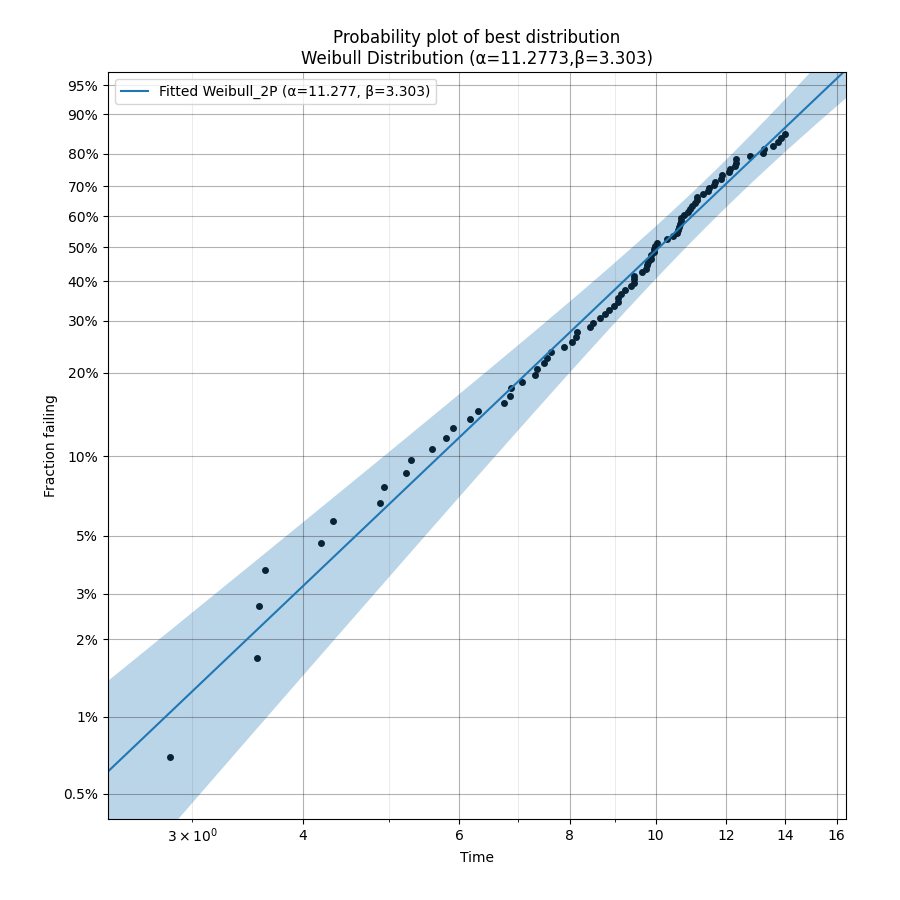 Probability plot of best distribution
Weibull Distribution (α=11.2773,β=3.303)
Fitted Weibull_2P (α=11.277, β=3.303)
95%
90%
80%
70%
60%
50%
40%
30%
20%
10%
5%
3%
2%
1%
0.5%
Fraction failing
3 × 10⁰ 4 6 8 10 12 14 16
Time